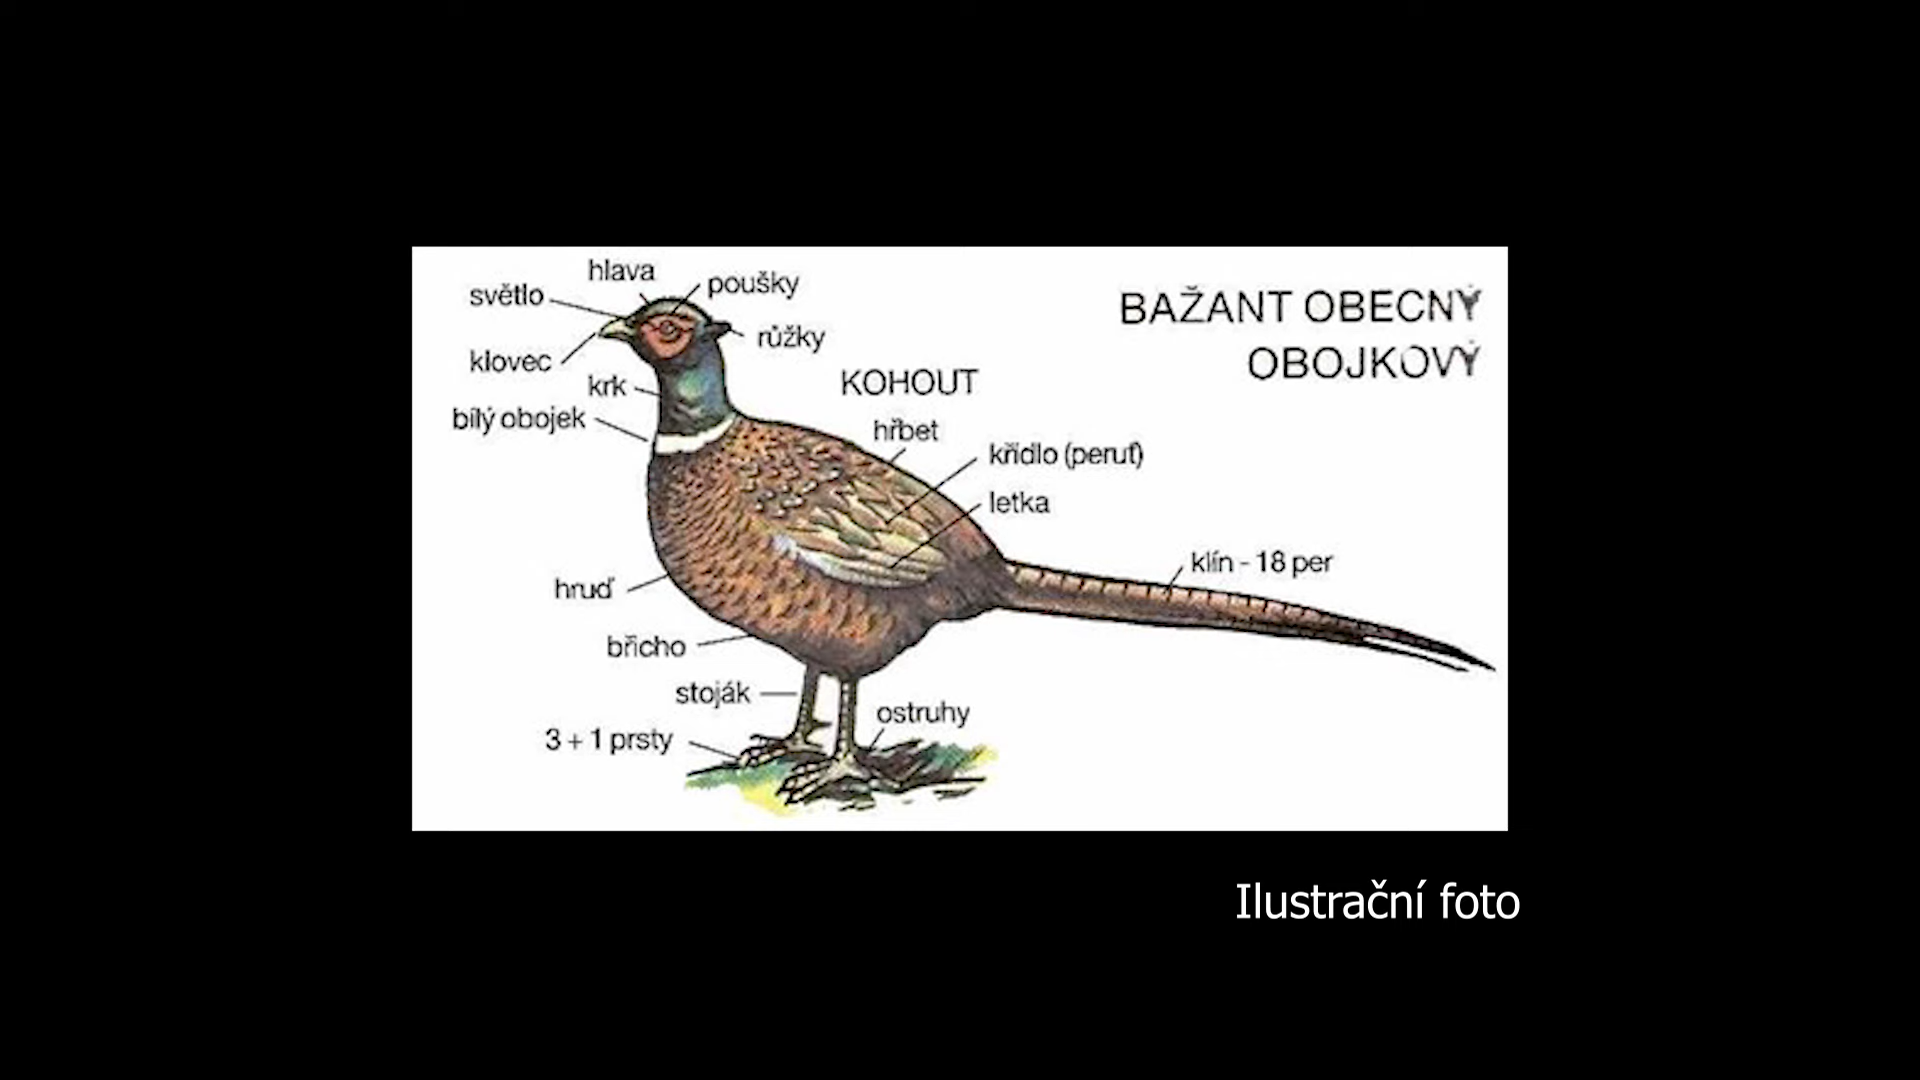 hlava
poušky
světlo
BAŽANT OBECNÝ
OBOJKOVÝ
růžky
klovec
krk
KOHOUT
bílý obojek
hřbet
křídlo (peruť)
letka
klín - 18 per
hruď
břicho
stoják
ostruhy
3 + 1 prsty
Ilustrační foto